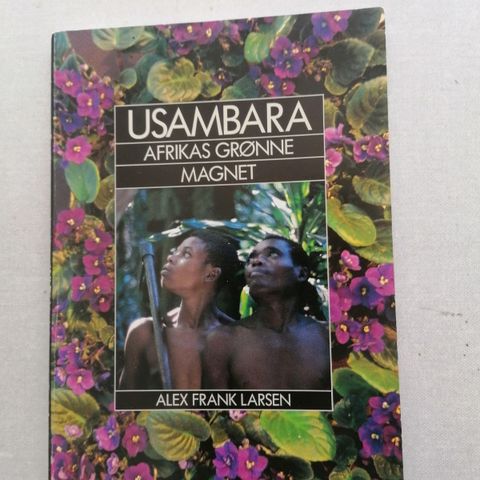 USAMBARA
AFRIKAS GRØNNE
MAGNET
ALEX FRANK LARSEN